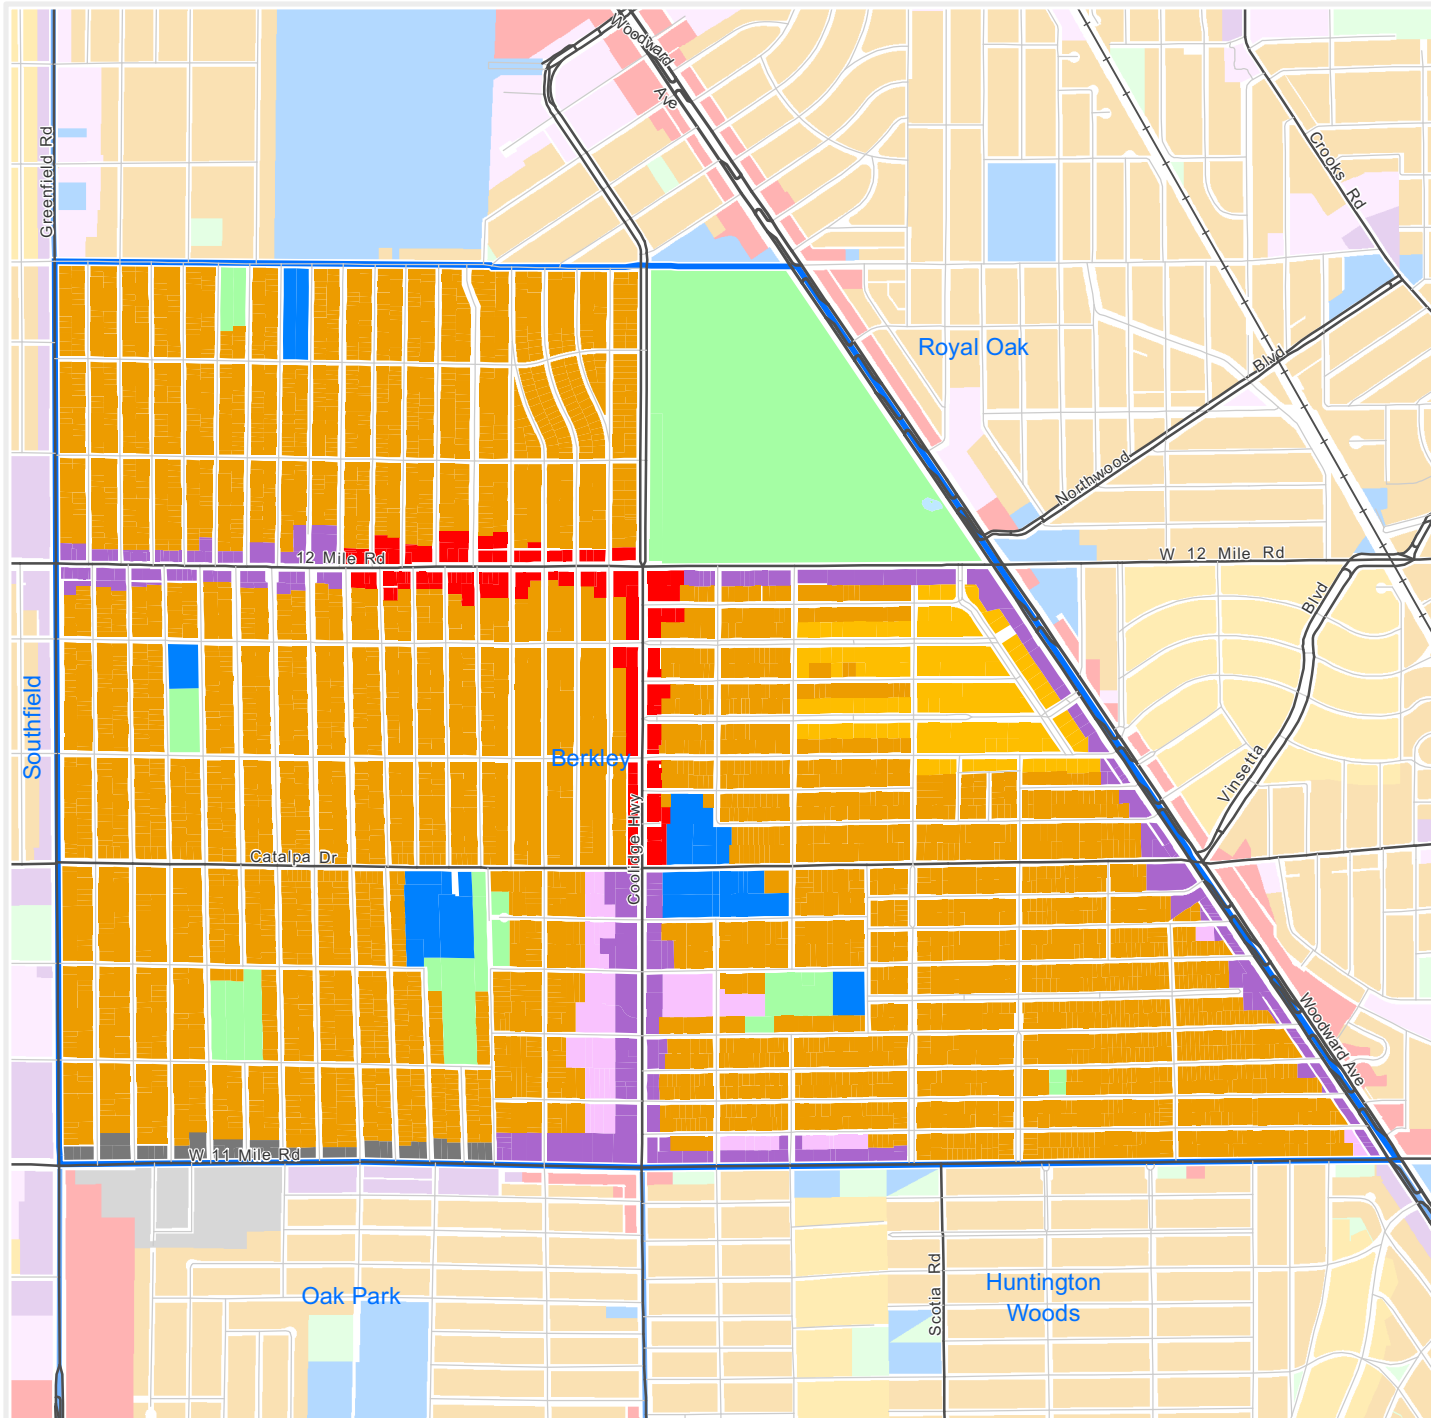 Woodward
Ave
Greenfield Rd
Crooks Rd
Royal Oak
Blvd
Northwood
12 Mile Rd
W 12 Mile Rd
Blvd
Southfield
Berkley
Vinsetta
Coolidge Hwy
Catalpa Dr
Woodward Ave
W 11 Mile Rd
Scotia Rd
Oak Park
Huntington
Woods